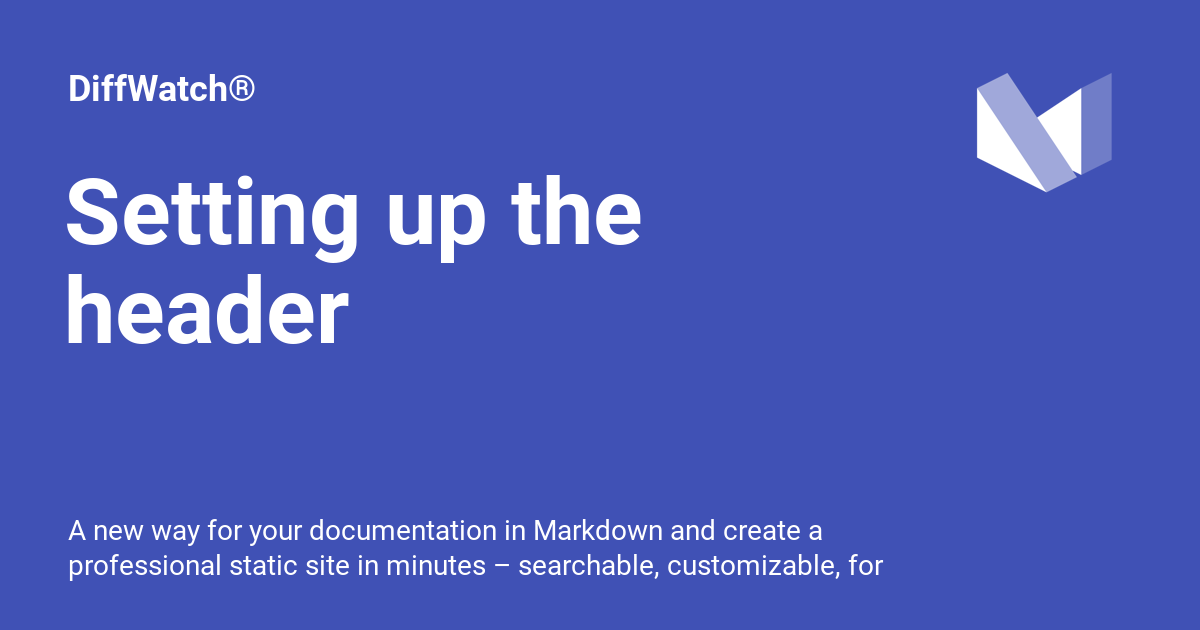 DiffWatch®
Setting up the
header
A new way for your documentation in Markdown and create a
professional static site in minutes – searchable, customizable, for